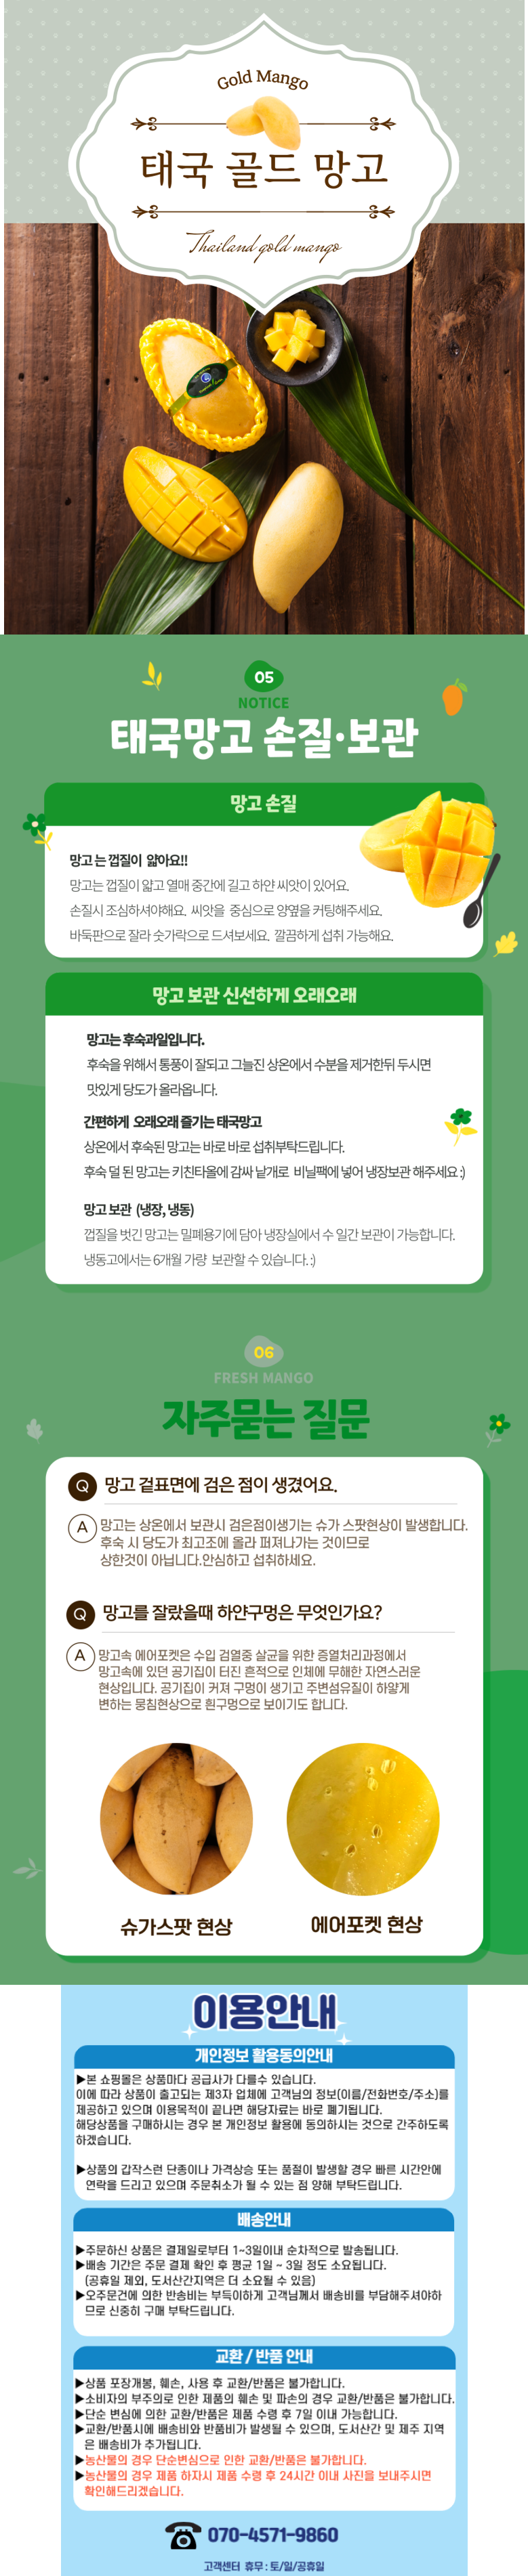 Gold Mango
태국 골드 망고
Thailand gold mango
05
NOTICE
태국망고 손질·보관
망고 손질
망고 는 껍질이 얇아요!!
망고는 껍질이 얇고 열매 중간에 길고 하얀 씨앗이 있어요.
손질시 조심하셔야해요. 씨앗을 중심으로 양옆을 커팅해주세요.
바둑판으로 잘라 숫가락으로 드셔보세요. 깔끔하게 섭취 가능해요.
망고 보관 신선하게 오래오래
망고는 후숙과일입니다.
후숙을 위해서 통풍이 잘되고 그늘진 상온에서 수분을 제거한뒤 두시면
맛있게 당도가 올라옵니다.
간편하게 오래오래 즐기는 태국망고
상온에서 후숙된 망고는 바로 바로 섭취부탁드립니다.
후숙 덜 된 망고는 키친타올에 감싸 낱개로 비닐팩에 넣어 냉장보관 해주세요 :)
망고 보관 (냉장, 냉동)
껍질을 벗긴 망고는 밀폐용기에 담아 냉장실에서 수 일간 보관이 가능합니다.
냉동고에서는 6개월 가량 보관할 수 있습니다. :)
06
FRESH MANGO
자주묻는 질문
Q 망고 겉표면에 검은 점이 생겼어요.
A 망고는 상온에서 보관시 검은점이생기는 슈가 스팟현상이 발생합니다.
후숙 시 당도가 최고조에 올라 퍼져나가는 것이므로
상한것이 아닙니다.안심하고 섭취하세요.
Q 망고를 잘랐을때 하얀구멍은 무엇인가요?
A 망고속 에어포켓은 수입 검열중 살균을 위한 증열처리과정에서
망고속에 있던 공기집이 터진 흔적으로 인체에 무해한 자연스러운
현상입니다. 공기집이 커져 구멍이 생기고 주변섬유질이 하얗게
변하는 뭉침현상으로 흰구멍으로 보이기도 합니다.
슈가스팟 현상
에어포켓 현상
이용안내
개인정보 활용동의안내
▶본 쇼핑몰은 상품마다 공급사가 다를수 있습니다.
이에 따라 상품이 출고되는 제3자 업체에 고객님의 정보(이름/전화번호/주소)를
제공하고 있으며 이용목적이 끝나면 해당자료는 바로 폐기됩니다.
해당상품을 구매하시는 경우 본 개인정보 활용에 동의하시는 것으로 간주하도록
하겠습니다.
▶상품의 갑작스런 단종이나 가격상승 또는 품절이 발생할 경우 빠른 시간안에
연락을 드리고 있으며 주문취소가 될 수 있는 점 양해 부탁드립니다.
배송안내
▶주문하신 상품은 결제일로부터 1~3일이내 순차적으로 발송됩니다.
▶배송 기간은 주문 결제 확인 후 평균 1일 ~ 3일 정도 소요됩니다.
(공휴일 제외, 도서산간지역은 더 소요될 수 있음)
▶오주문건에 의한 반송비는 부득이하게 고객님께서 배송비를 부담해주셔야하
므로 신중히 구매 부탁드립니다.
교환 / 반품 안내
▶상품 포장개봉, 훼손, 사용 후 교환/반품은 불가합니다.
▶소비자의 부주의로 인한 제품의 훼손 및 파손의 경우 교환/반품은 불가합니다.
▶단순 변심에 의한 교환/반품은 제품 수령 후 7일 이내 가능합니다.
▶교환/반품시에 배송비와 반품비가 발생될 수 있으며, 도서산간 및 제주 지역
은 배송비가 추가됩니다.
▶농산물의 경우 단순변심으로 인한 교환/반품은 불가합니다.
▶농산물의 경우 제품 하자시 제품 수령 후 24시간 이내 사진을 보내주시면
확인해드리겠습니다.
070-4571-9860
고객센터 휴무 : 토/일/공휴일